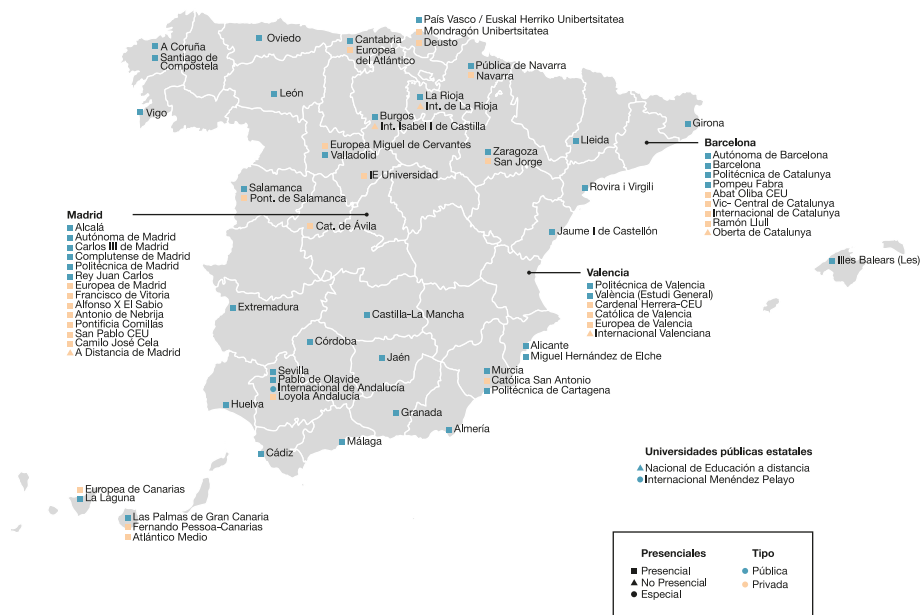 País Vasco / Euskal Herriko Unibertsitatea
Mondragón Unibertsitatea
Deusto
Oviedo
Cantabria
Europea
del Atlántico
A Coruña
Santiago de
Compostela
Pública de Navarra
Navarra
León
La Rioja
Int. de La Rioja
Vigo
Burgos
Int. Isabel I de Castilla
Girona
Lleida
Europea Miguel de Cervantes
Valladolid
Zaragoza
San Jorge
Barcelona
Autónoma de Barcelona
Barcelona
Politécnica de Catalunya
Pompeu Fabra
Abat Oliba CEU
Vic- Central de Catalunya
Internacional de Catalunya
Ramón Llull
Oberta de Catalunya
IE Universidad
Salamanca
Pont. de Salamanca
Rovira i Virgili
Cat. de Ávila
Jaume I de Castellón
Madrid
Alcalá
Autónoma de Madrid
Carlos III de Madrid
Complutense de Madrid
Politécnica de Madrid
Rey Juan Carlos
Europea de Madrid
Francisco de Vitoria
Alfonso X El Sabio
Antonio de Nebrija
Pontificia Comillas
San Pablo CEU
Camilo José Cela
A Distancia de Madrid
Illes Balears (Les)
Valencia
Politécnica de Valencia
València (Estudi General)
Cardenal Herrera-CEU
Católica de Valencia
Europea de Valencia
Internacional Valenciana
Extremadura
Castilla-La Mancha
Córdoba
Jaén
Alicante
Miguel Hernández de Elche
Sevilla
Pablo de Olavide
Internacional de Andalucía
Loyola Andalucia
Murcia
Católica San Antonio
Politécnica de Cartagena
Huelva
Granada
Almería
Málaga
Cádiz
Universidades públicas estatales
Nacional de Educación a distancia
Internacional Menéndez Pelayo
Europea de Canarias
La Laguna
Las Palmas de Gran Canaria
Fernando Pessoa-Canarias
Atlántico Medio
Presenciales
Presencial
No Presencial
Especial
Tipo
Pública
Privada